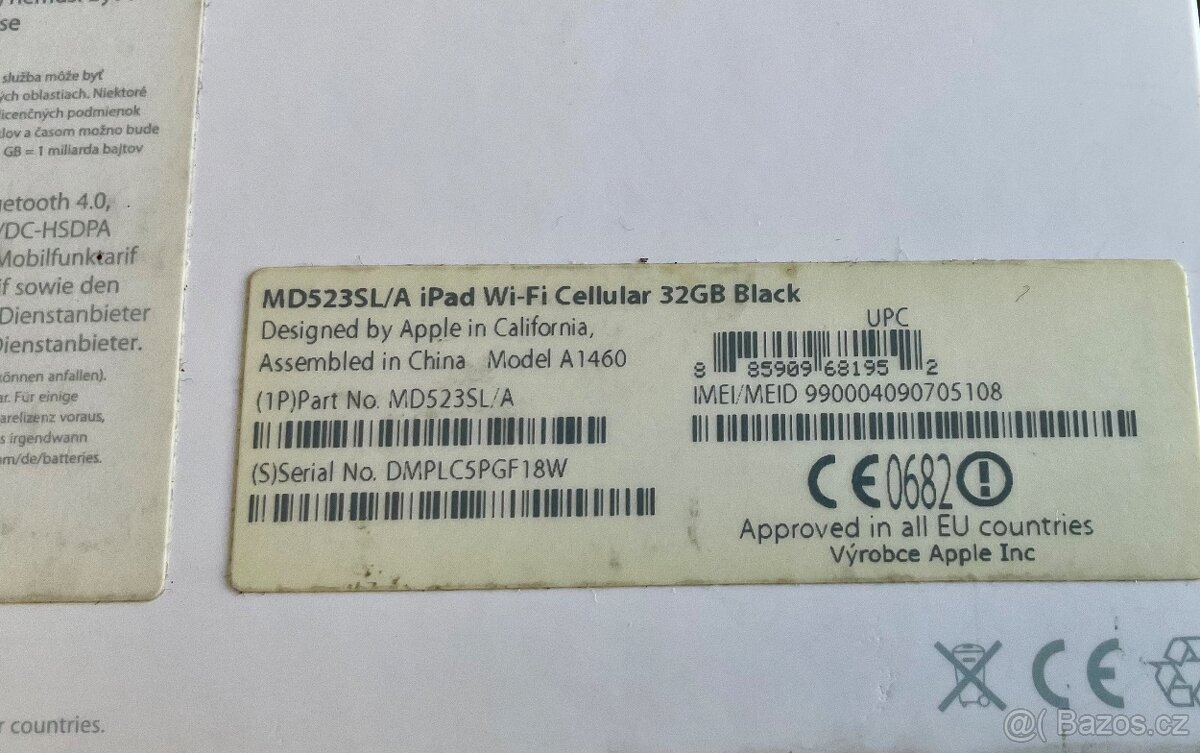 se
služba môže byť
ých oblastiach. Niektoré
licenčných podmienok
lov a časom možno bude
GB = 1 miliarda bajtov
etooth 4.0,
/DC-HSDPA
Mobilfunktarif
if sowie den
Dienstanbieter
Dienstanbieter.
können anfallen).
ar. Für einige
arelizenz voraus,
s irgendwann
om/de/batteries.
r countries.
MD523SL/A iPad Wi-Fi Cellular 32GB Black
Designed by Apple in California,
Assembled in China Model A1460
(1P)Part No. MD523SL/A
(S)Serial No. DMPLC5PGF18W
UPC
8 85909 68195 2
IMEI/MEID 990004090705108
CE0682
Approved in all EU countries
Výrobce Apple Inc
CE
@( Bazos.cz